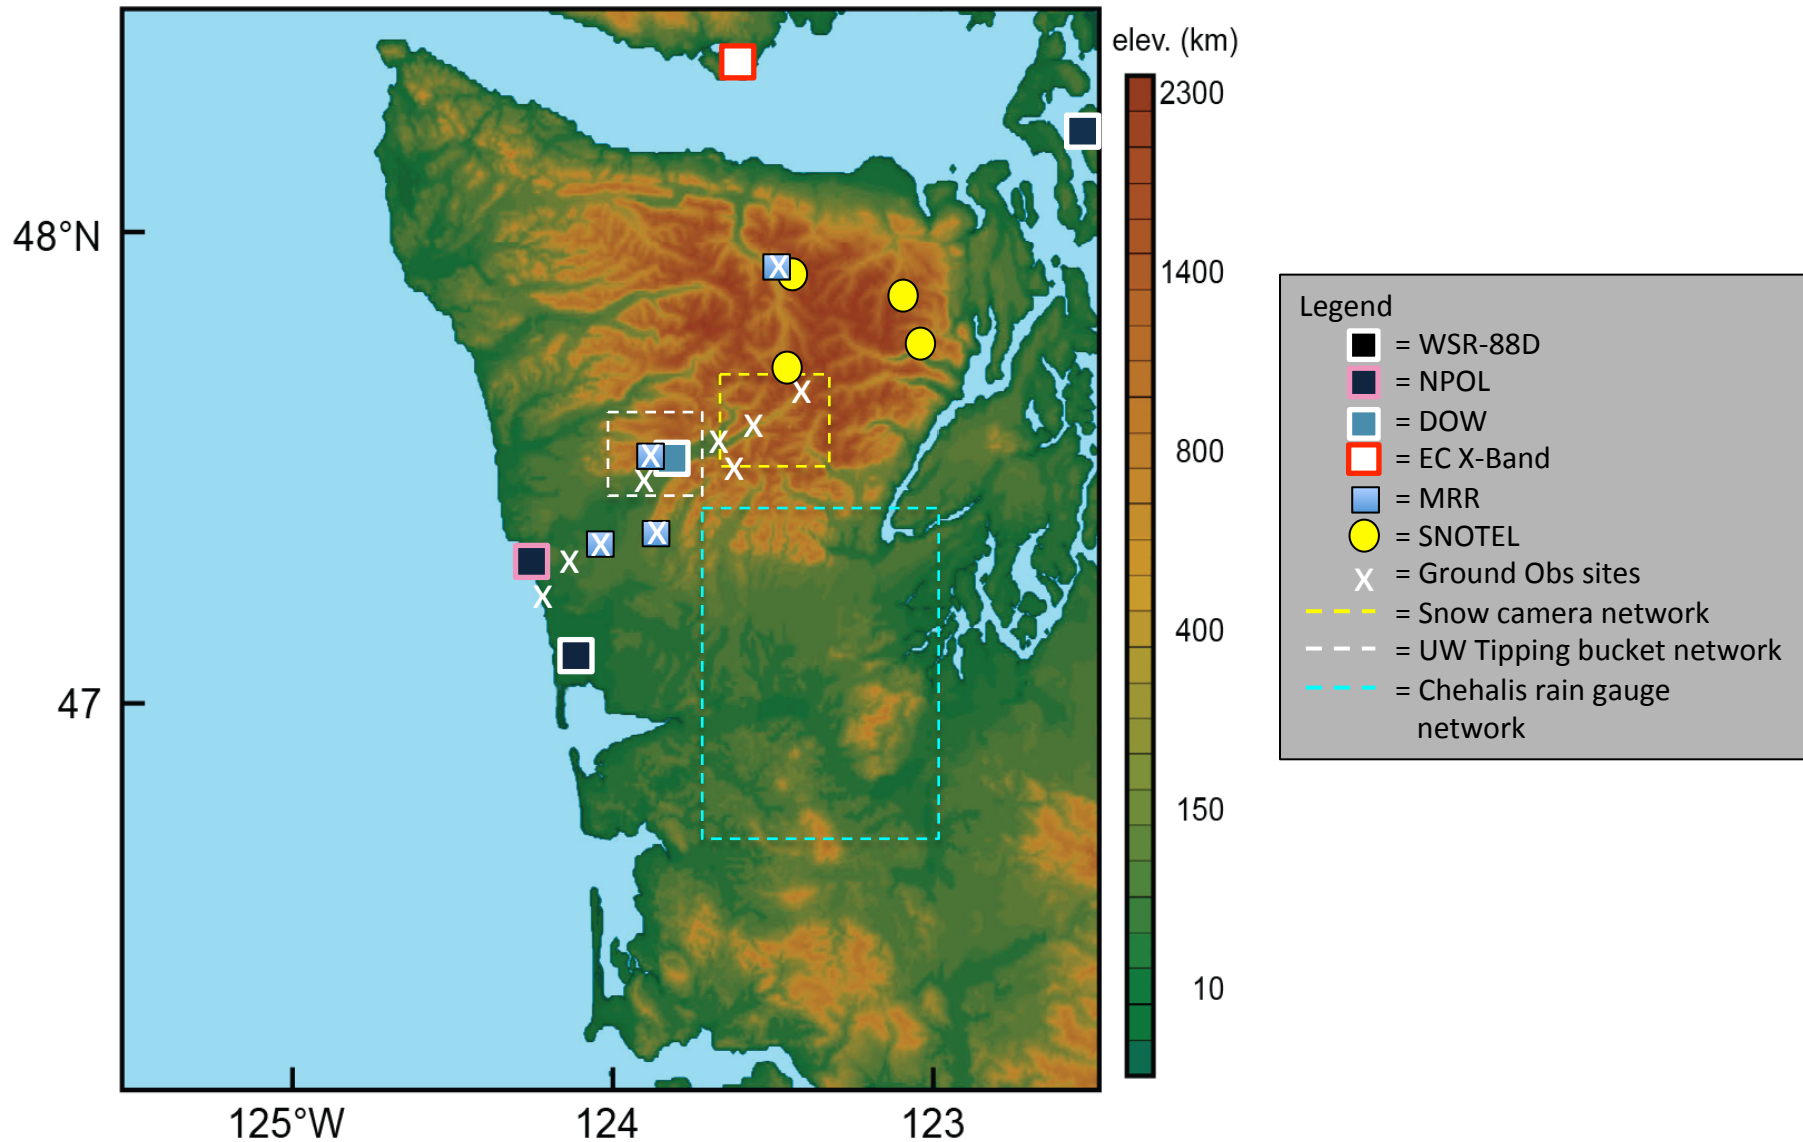 elev. (km)
2300
1400
800
400
150
10
48°N
47
125°W
124
123
X
X
X
X
X
X
X
X
X
X
X
X
Legend
= WSR-88D
= NPOL
= DOW
= EC X-Band
= MRR
= SNOTEL
X = Ground Obs sites
= Snow camera network
= UW Tipping bucket network
= Chehalis rain gauge
network